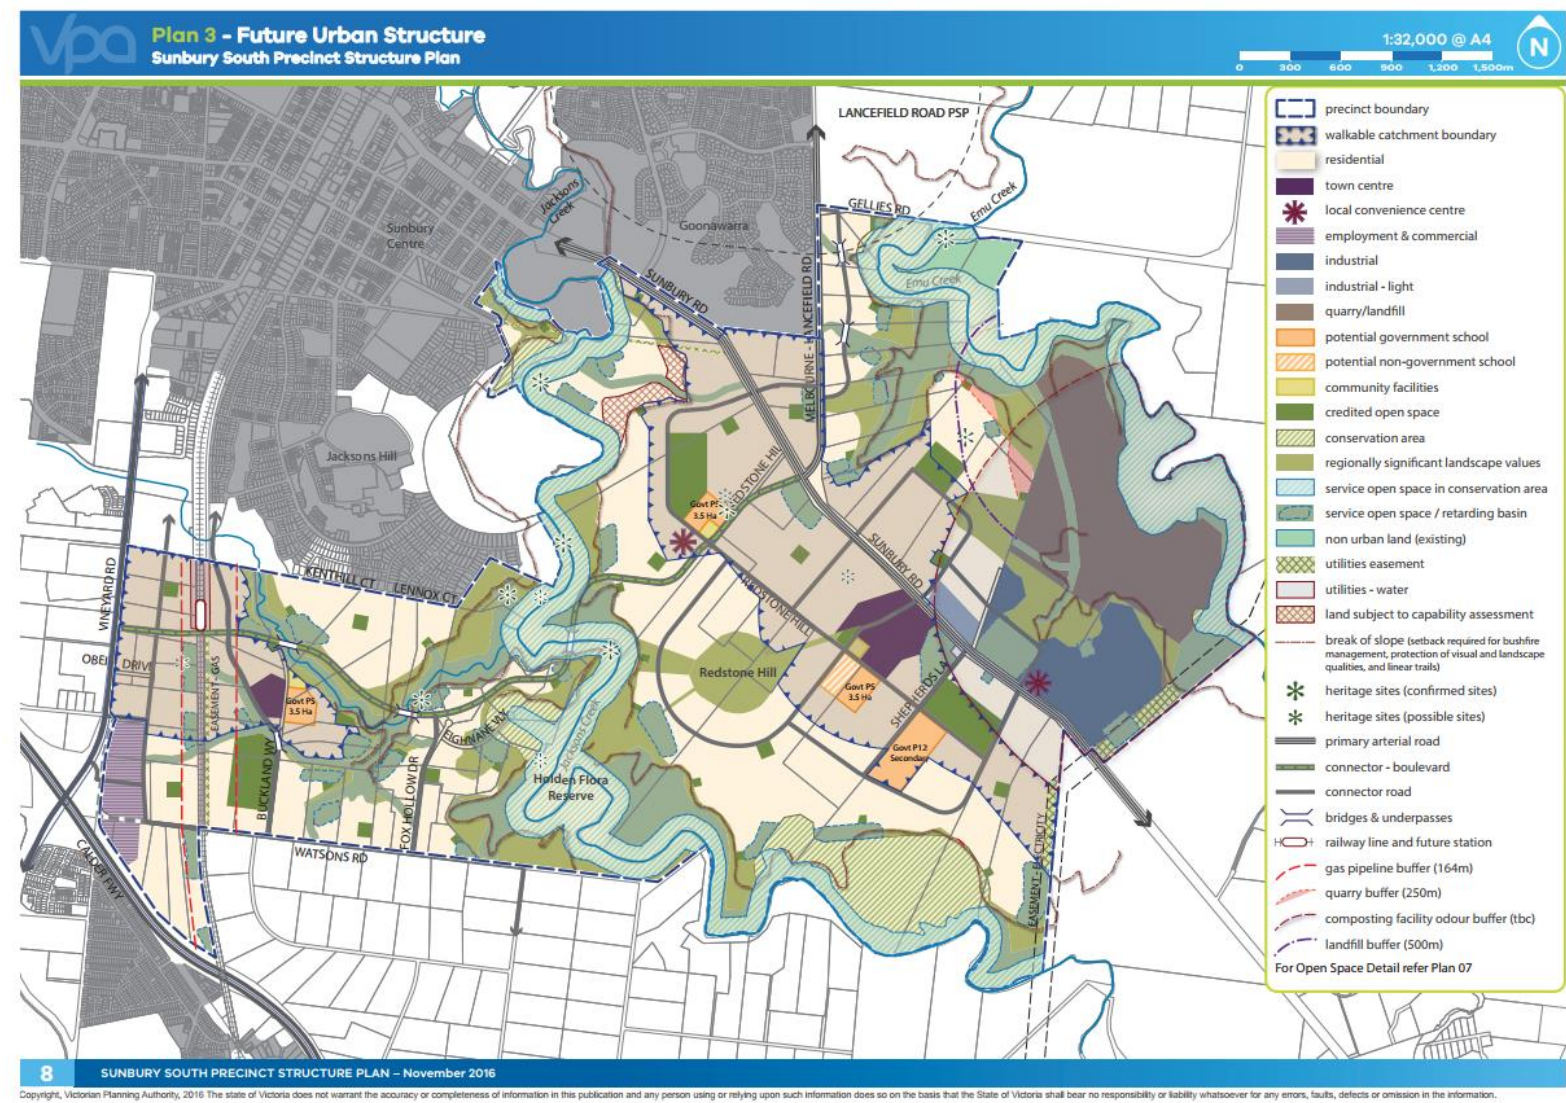 vpa
Plan 3 - Future Urban Structure
Sunbury South Precinct Structure Plan
1:32,000 @ A4
0 300 600 900 1,200 1,500m
N
LANCEFIELD ROAD PSP
Jacksons
Creek
Emu Creek
GELLIES RD
Sunbury
Centre
Goonawarra
SUNBURY RD
MELBOURNE - LANCEFIELD RD
Emu Creek
Jacksons Hill
REDSTONE HILL
Govt P5
3.5 Ha
SUNBURY RD
KENTHILL CT
LENNOX CT
VINEYARD RD
REDSTONE HILL
OBEI DRIVE
EASEMENT - GAS
Redstone Hill
Govt P5
3.5 Ha
Govt P5
3.5 Ha
SHEPHERDS LA
EIGHNANE VLY
Jacksons Creek
Govt P12
Secondary
BUCKLAND WY
FOX HOLLOW DR
Holden Flora
Reserve
WATSONS RD
CALDER FWY
EASEMENT - ELECTRICITY
precinct boundary
walkable catchment boundary
residential
town centre
local convenience centre
employment & commercial
industrial
industrial - light
quarry/landfill
potential government school
potential non-government school
community facilities
credited open space
conservation area
regionally significant landscape values
service open space in conservation area
service open space / retarding basin
non urban land (existing)
utilities easement
utilities - water
land subject to capability assessment
break of slope (setback required for bushfire
management, protection of visual and landscape
qualities, and linear trails)
heritage sites (confirmed sites)
heritage sites (possible sites)
primary arterial road
connector - boulevard
connector road
bridges & underpasses
railway line and future station
gas pipeline buffer (164m)
quarry buffer (250m)
composting facility odour buffer (tbc)
landfill buffer (500m)
For Open Space Detail refer Plan 07
8 SUNBURY SOUTH PRECINCT STRUCTURE PLAN – November 2016
Copyright, Victorian Planning Authority, 2016 The state of Victoria does not warrant the accuracy or completeness of information in this publication and any person using or relying upon such information does so on the basis that the State of Victoria shall bear no responsibility or liability whatsoever for any errors, faults, defects or omission in the information.